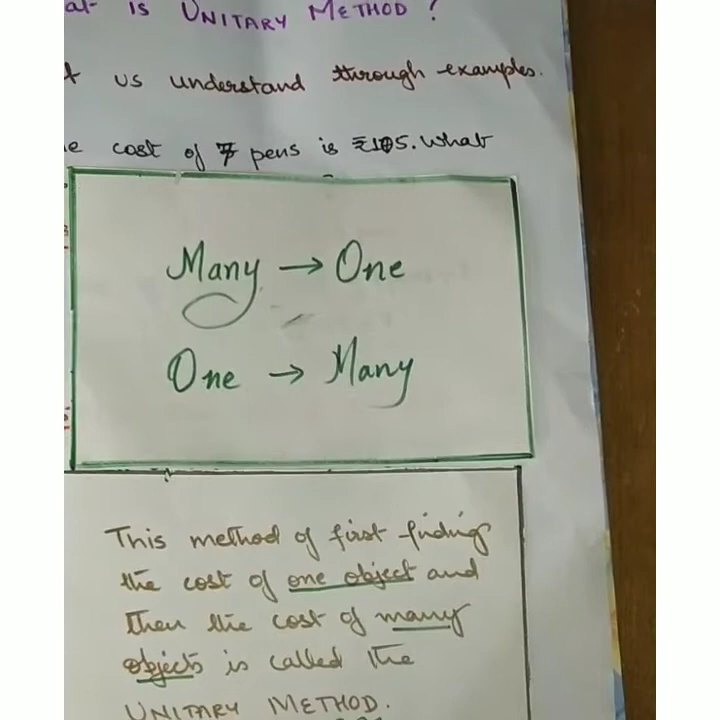 at is UNITARY METHOD ?
t us understand through examples.
e cost of 7 pens is ₹105. What
Many → One
One → Many
This method of first finding
the cost of one object and
then the cost of many
objects is called the
UNITARY METHOD.